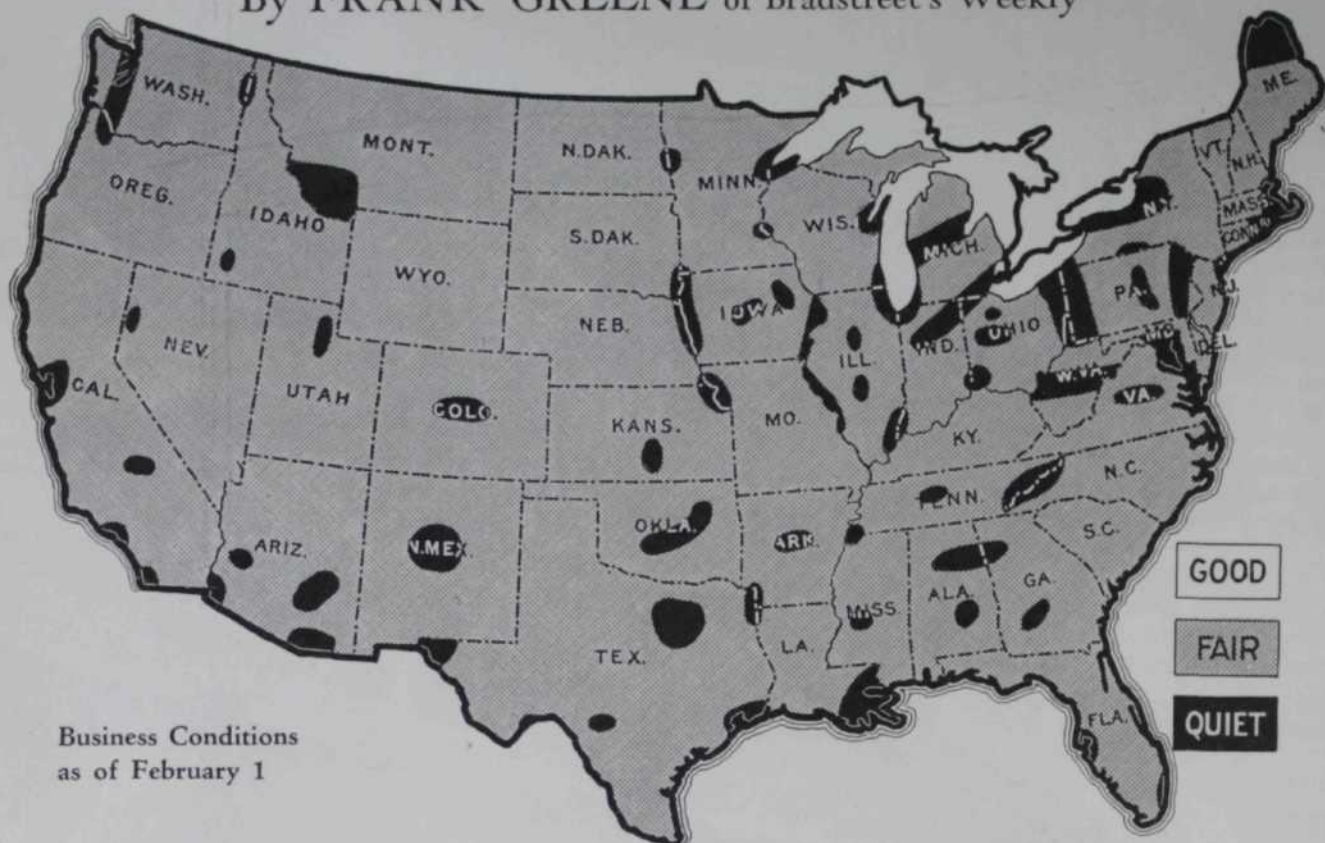 By FRANK GREENE of Bradstreet's Weekly
WASH.
OREG.
IDAHO
MONT.
N.DAK.
S.DAK.
MINN.
WIS.
MICH.
ME.
VT.
N.H.
MASS.
CONN.
N.Y.
WYO.
NEB.
IOWA
ILL.
IND.
OHIO
PA.
N.J.
DEL.
MD.
W.VA.
VA.
NEV.
CAL.
UTAH
COLO.
KANS.
MO.
KY.
N.C.
TENN.
S.C.
ARIZ.
N.MEX.
OKLA.
ARK.
TEX.
LA.
MISS
ALA.
GA.
FLA.
GOOD
FAIR
QUIET
Business Conditions
as of February 1